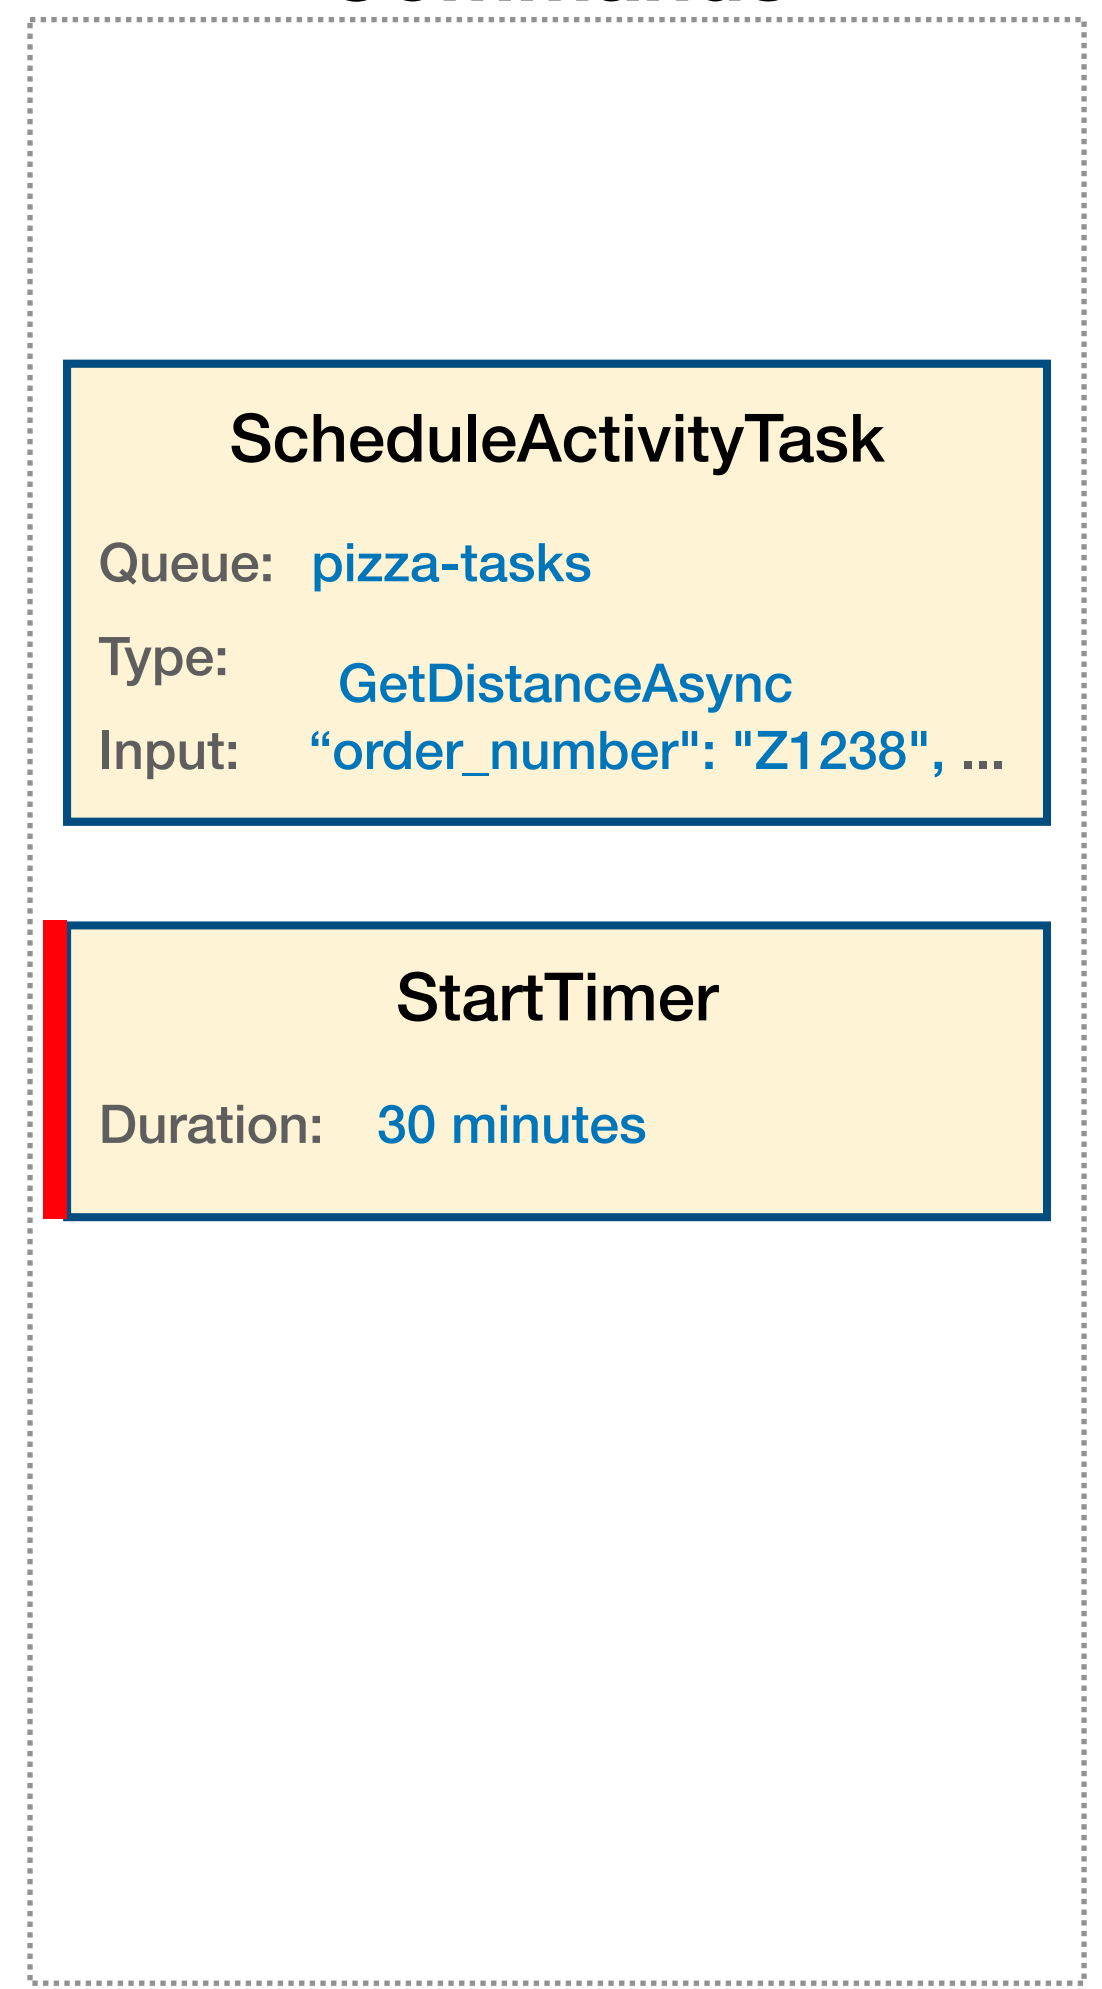 ScheduleActivityTask
Queue: pizza-tasks
Type: GetDistanceAsync
Input: “order_number": "Z1238", ...
StartTimer
Duration: 30 minutes